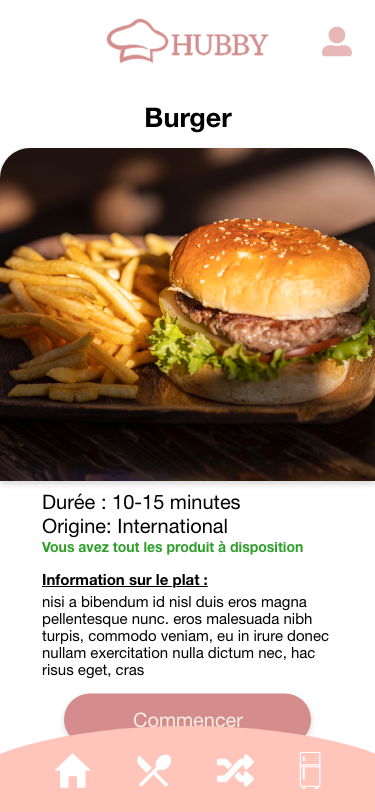 HUBBY
Burger
Durée : 10-15 minutes
Origine: International
Vous avez tout les produit à disposition
Information sur le plat :
nisi a bibendum id nisl duis eros magna
pellentesque nunc. eros malesuada nibh
turpis, commodo veniam, eu in irure donec
nullam exercitation nulla dictum nec, hac
risus eget, cras
Commencer